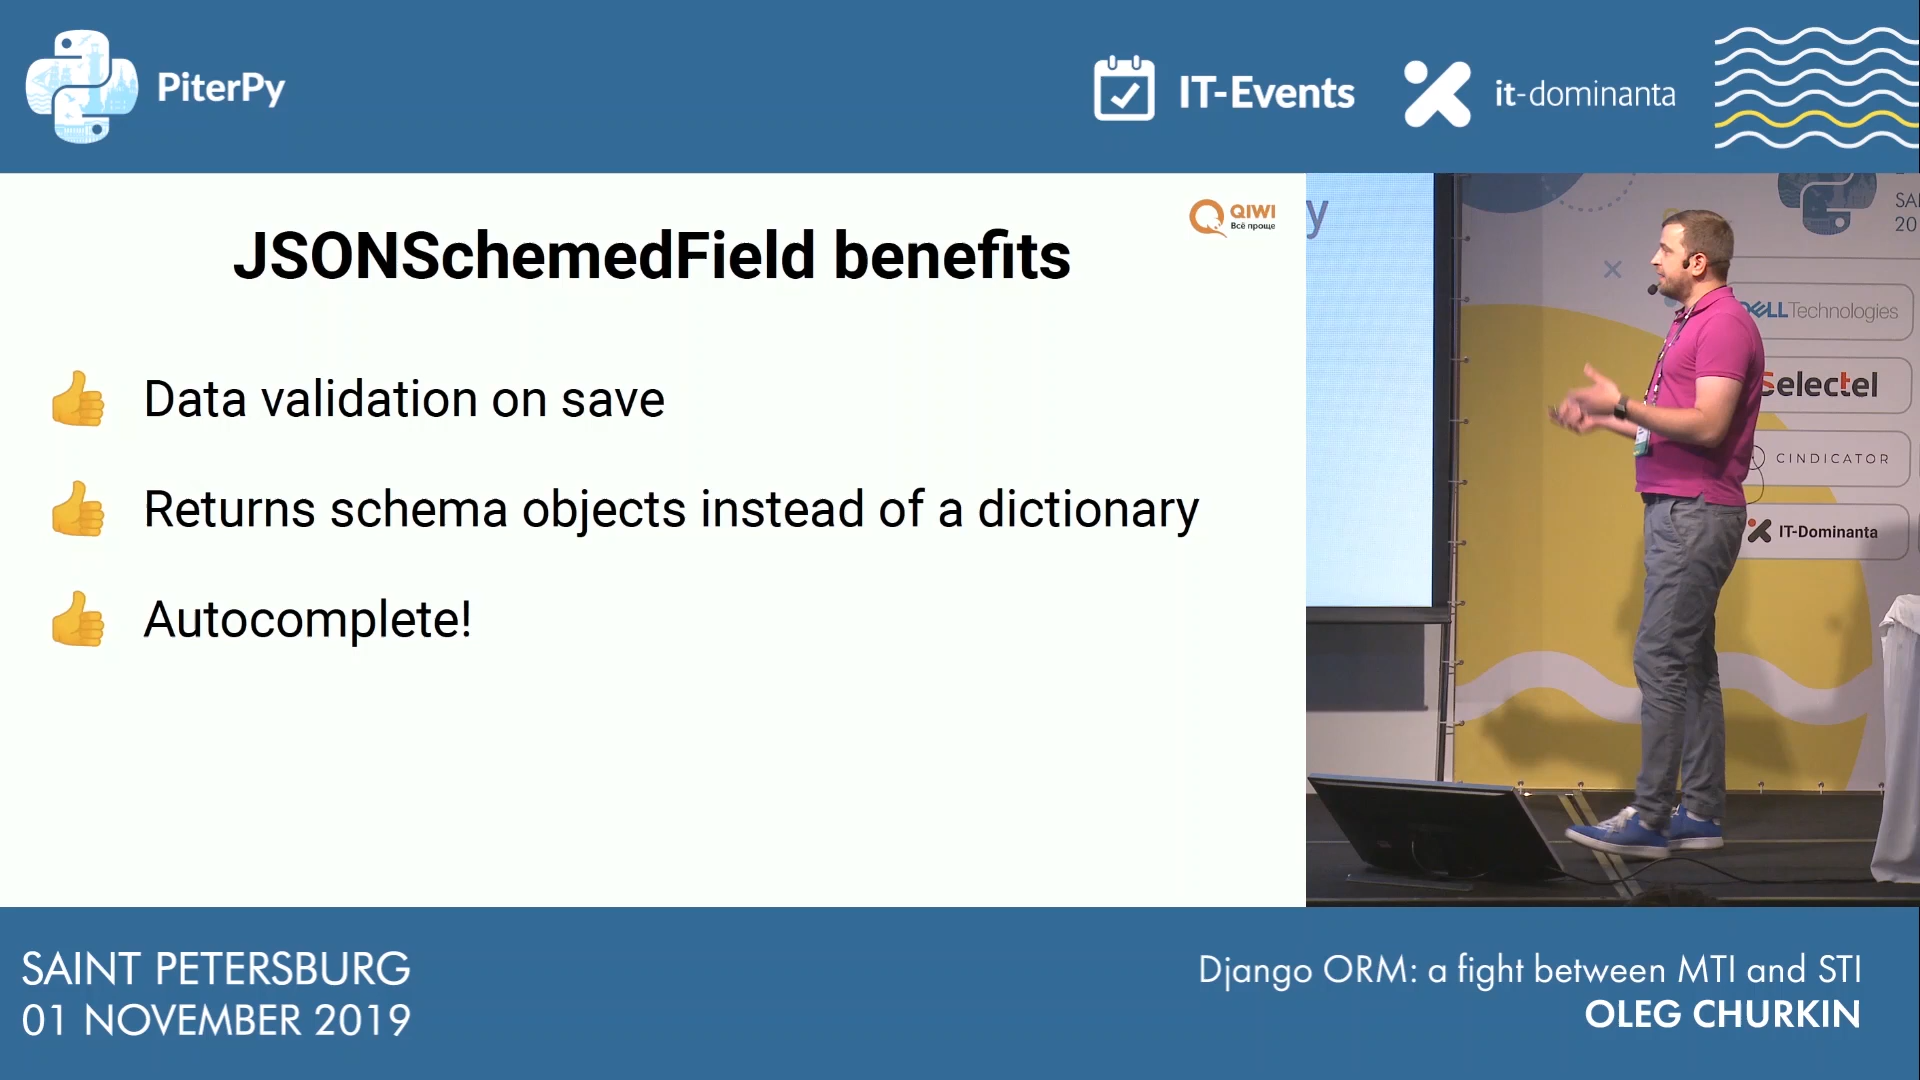 PiterPy
IT-Events
it-dominanta
QIWI
Всё проще
JSONSchemedField benefits
Data validation on save
Returns schema objects instead of a dictionary
Autocomplete!
y
DELLTechnologies
Selectel
CINDICATOR
IT-Dominanta
SAINT PETERSBURG
01 NOVEMBER 2019
Django ORM: a fight between MTI and STI
OLEG CHURKIN